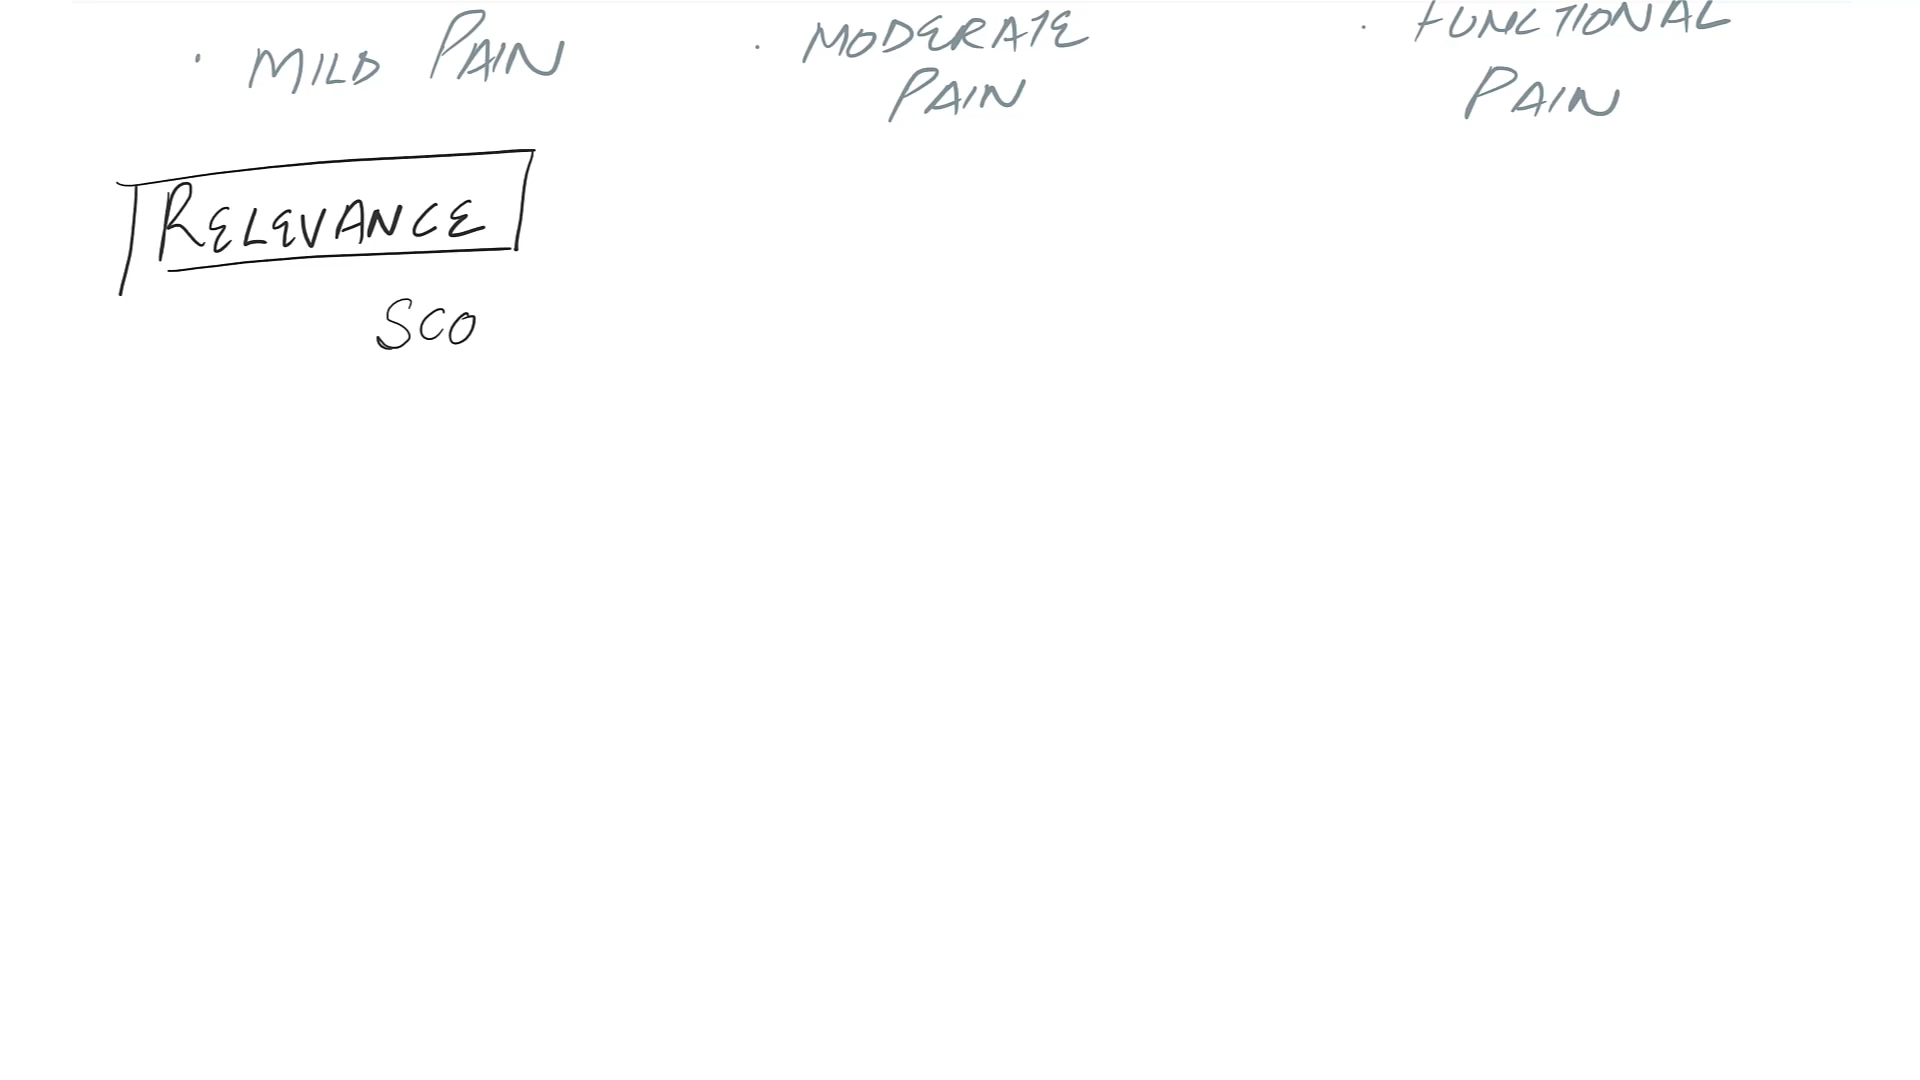 · MILD PAIN
· MODERATE
PAIN
· FUNCTIONAL
PAIN
RELEVANCE
SCO